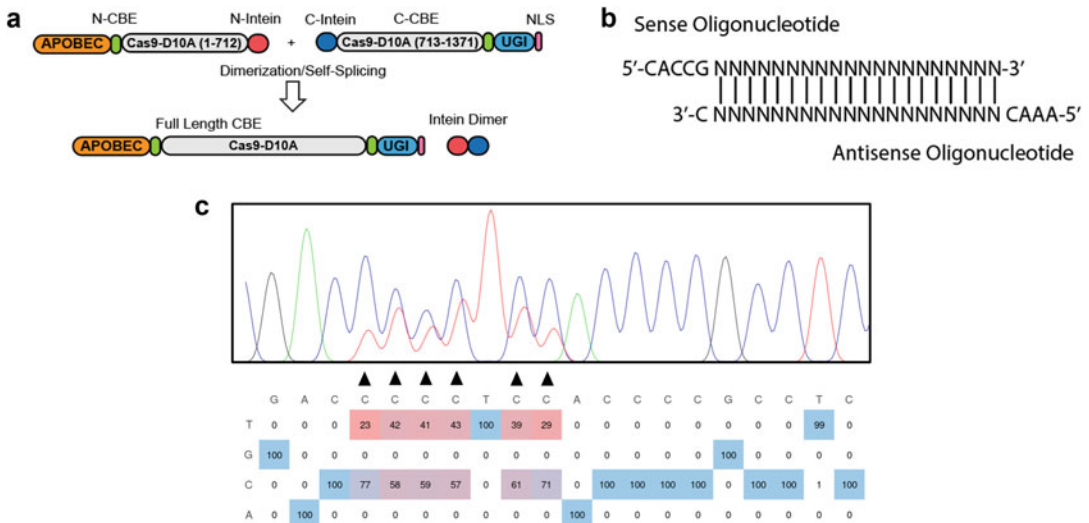 a
N-CBE N-Intein C-Intein C-CBE NLS
APOBEC Cas9-D10A (1-712) + Cas9-D10A (713-1371) UGI
Dimerization/Self-Splicing
Full Length CBE Intein Dimer
APOBEC Cas9-D10A UGI
b
Sense Oligonucleotide
5'-CACCG NNNNNNNNNNNNNNNNNNNN-3'
3'-C NNNNNNNNNNNNNNNNNNNN CAAA-5'
Antisense Oligonucleotide
c
G A C C C C C T C C A C C C C G C C T C
T 0 0 0 23 42 41 43 100 39 29 0 0 0 0 0 0 0 0 99 0
G 100 0 0 0 0 0 0 0 0 0 0 0 0 0 0 100 0 0 0 0
C 0 0 100 77 58 59 57 0 61 71 0 100 100 100 100 0 100 100 1 100
A 0 100 0 0 0 0 0 0 0 0 100 0 0 0 0 0 0 0 0 0